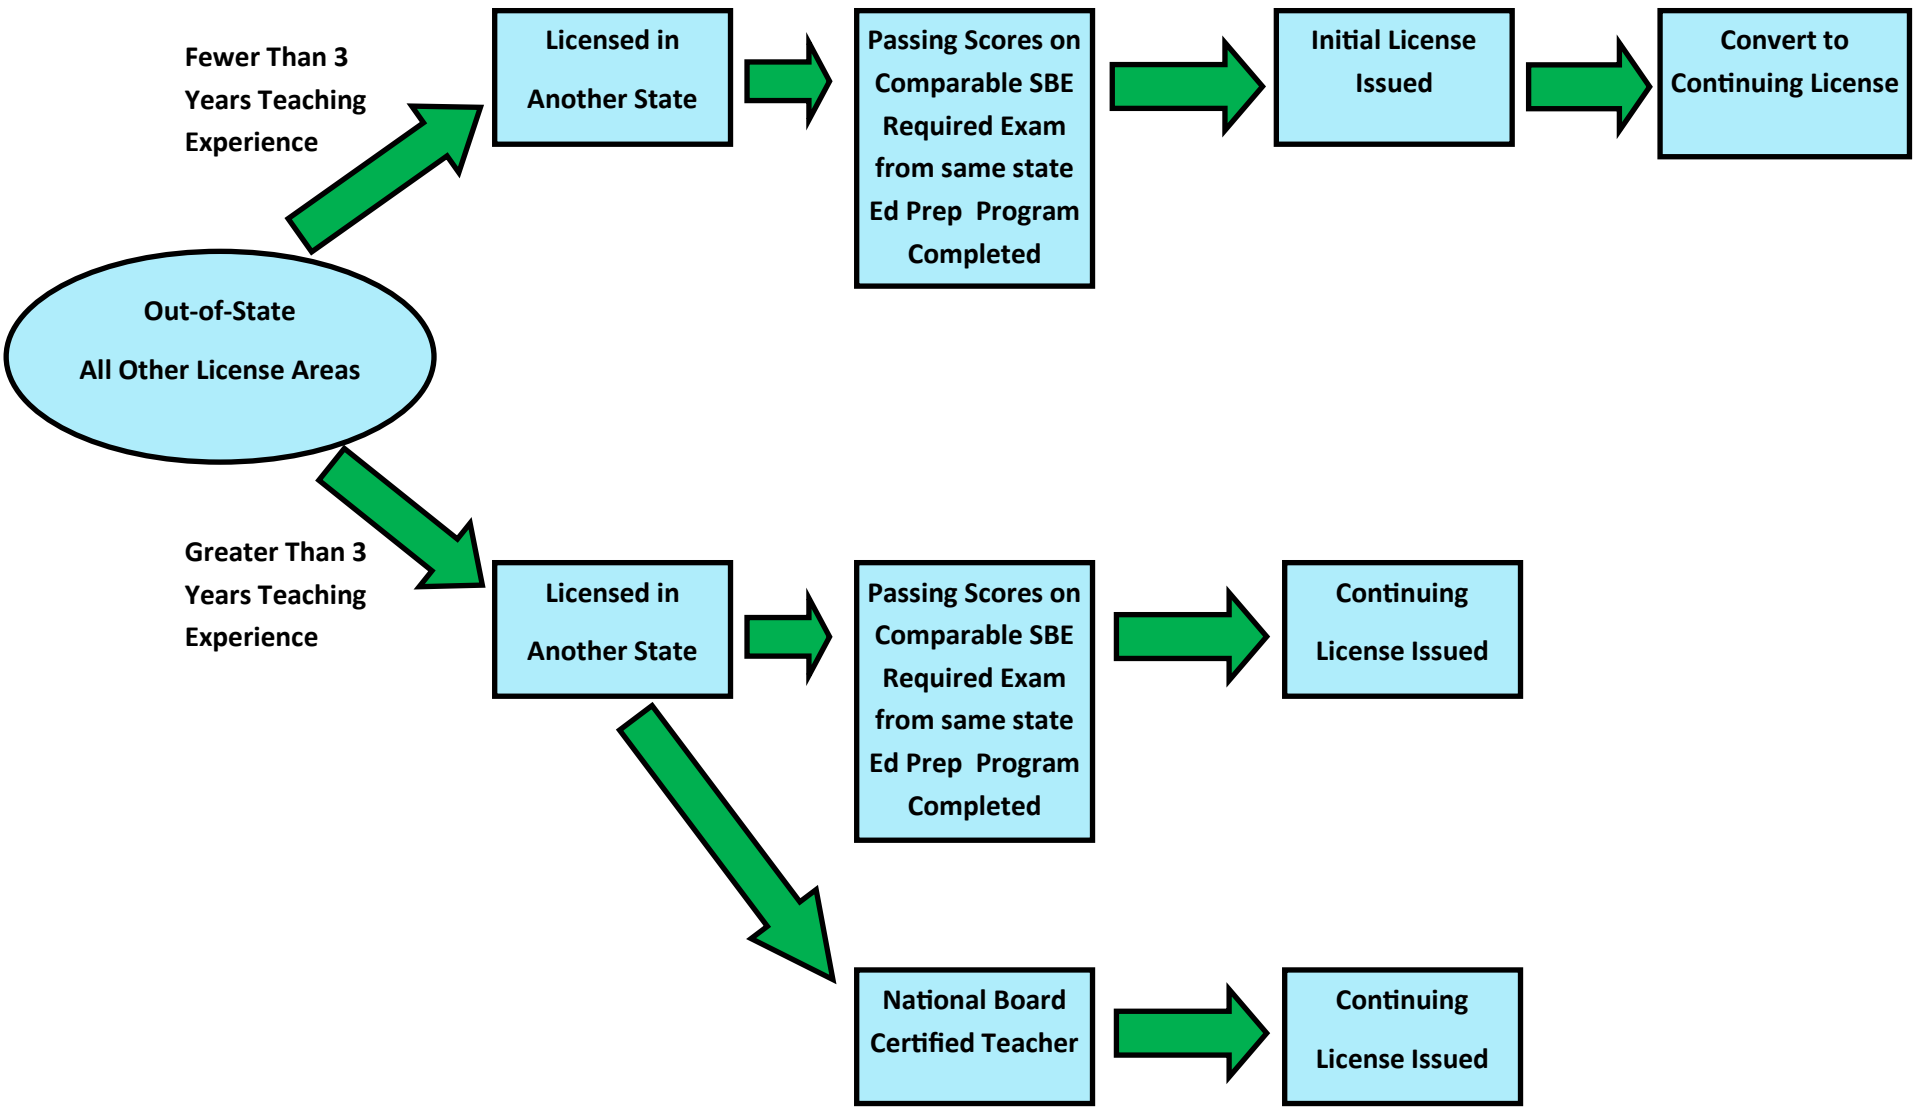 Fewer Than 3
Years Teaching
Experience
Licensed in
Another State
Passing Scores on
Comparable SBE
Required Exam
from same state
Ed Prep  Program
Completed
Initial License
Issued
Convert to
Continuing License
Out-of-State
All Other License Areas
Greater Than 3
Years Teaching
Experience
Licensed in
Another State
Passing Scores on
Comparable SBE
Required Exam
from same state
Ed Prep  Program
Completed
Continuing
License Issued
National Board
Certified Teacher
Continuing
License Issued